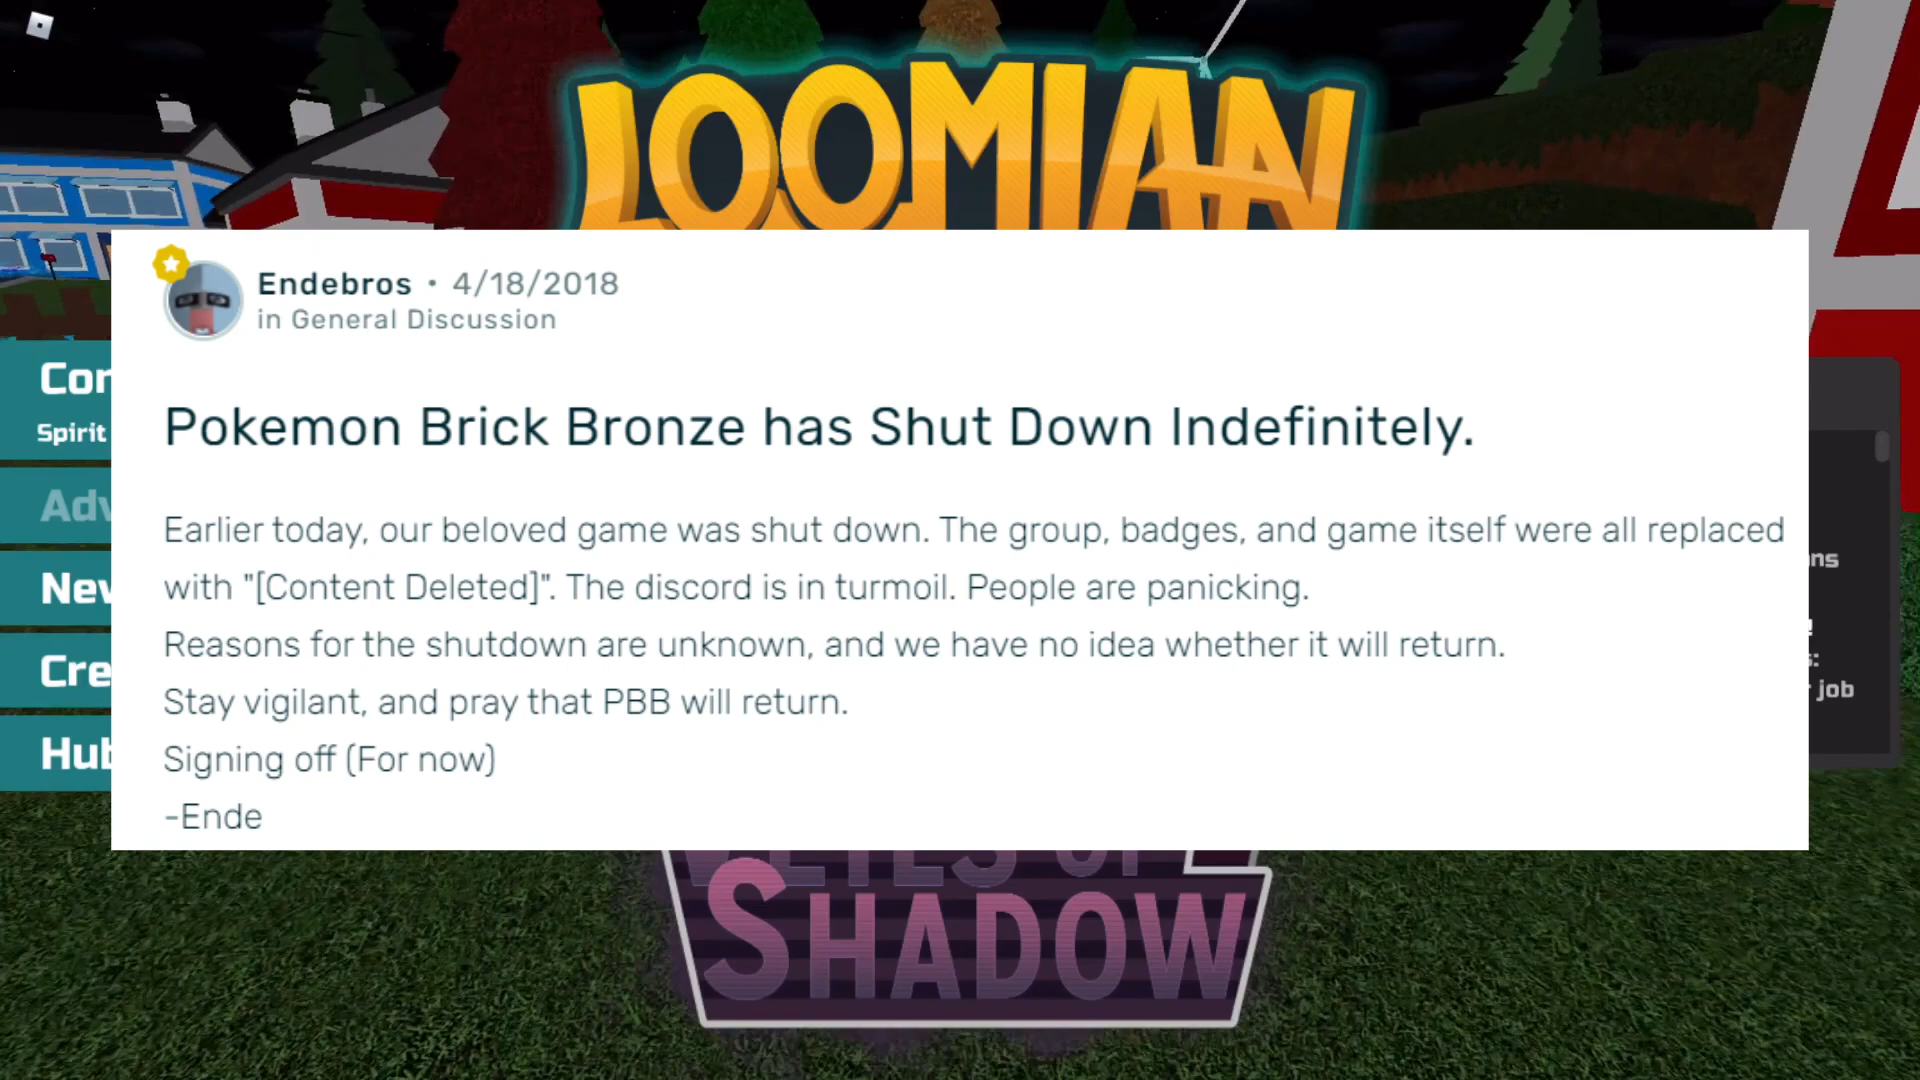 LOOMIAN
Endebros • 4/18/2018
in General Discussion
Pokemon Brick Bronze has Shut Down Indefinitely.
Earlier today, our beloved game was shut down. The group, badges, and game itself were all replaced
with "[Content Deleted]". The discord is in turmoil. People are panicking.
Reasons for the shutdown are unknown, and we have no idea whether it will return.
Stay vigilant, and pray that PBB will return.
Signing off (For now)
-Ende
Spirit
job
SHADOW